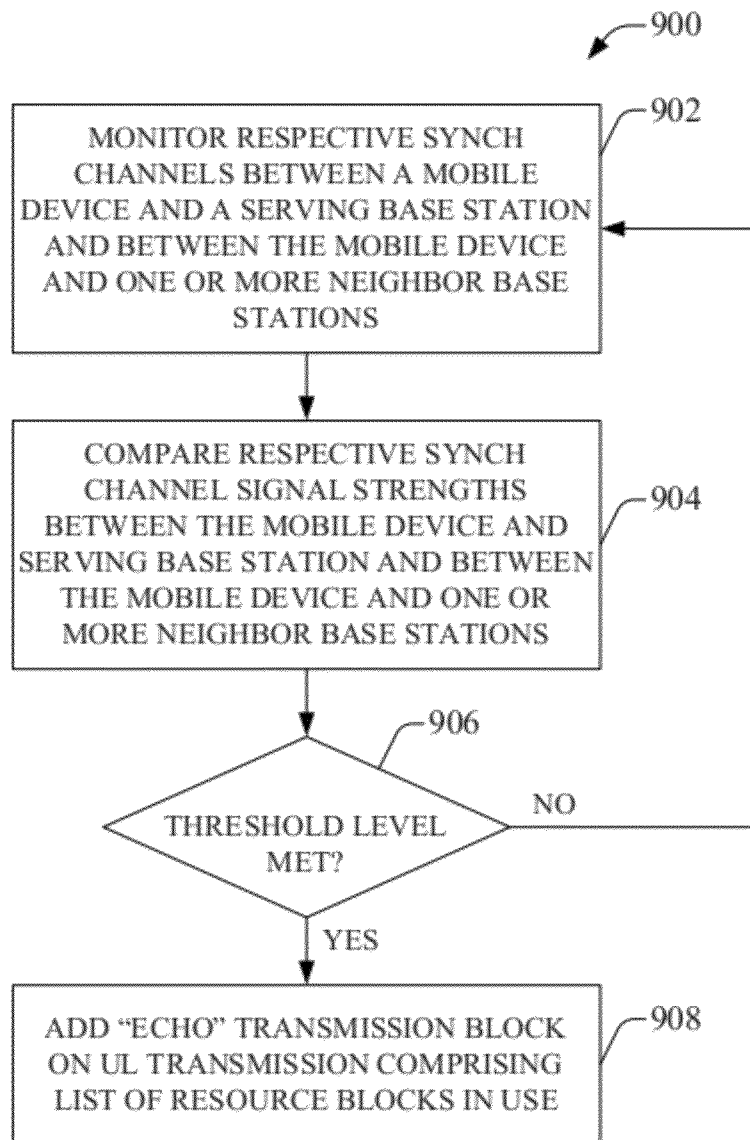 900
902
MONITOR RESPECTIVE SYNCH
CHANNELS BETWEEN A MOBILE
DEVICE AND A SERVING BASE STATION
AND BETWEEN THE MOBILE DEVICE
AND ONE OR MORE NEIGHBOR BASE
STATIONS
COMPARE RESPECTIVE SYNCH
CHANNEL SIGNAL STRENGTHS
BETWEEN THE MOBILE DEVICE AND
SERVING BASE STATION AND BETWEEN
THE MOBILE DEVICE AND ONE OR
MORE NEIGHBOR BASE STATIONS
904
906
THRESHOLD LEVEL
MET?
NO
YES
ADD “ECHO” TRANSMISSION BLOCK
ON UL TRANSMISSION COMPRISING
LIST OF RESOURCE BLOCKS IN USE
908